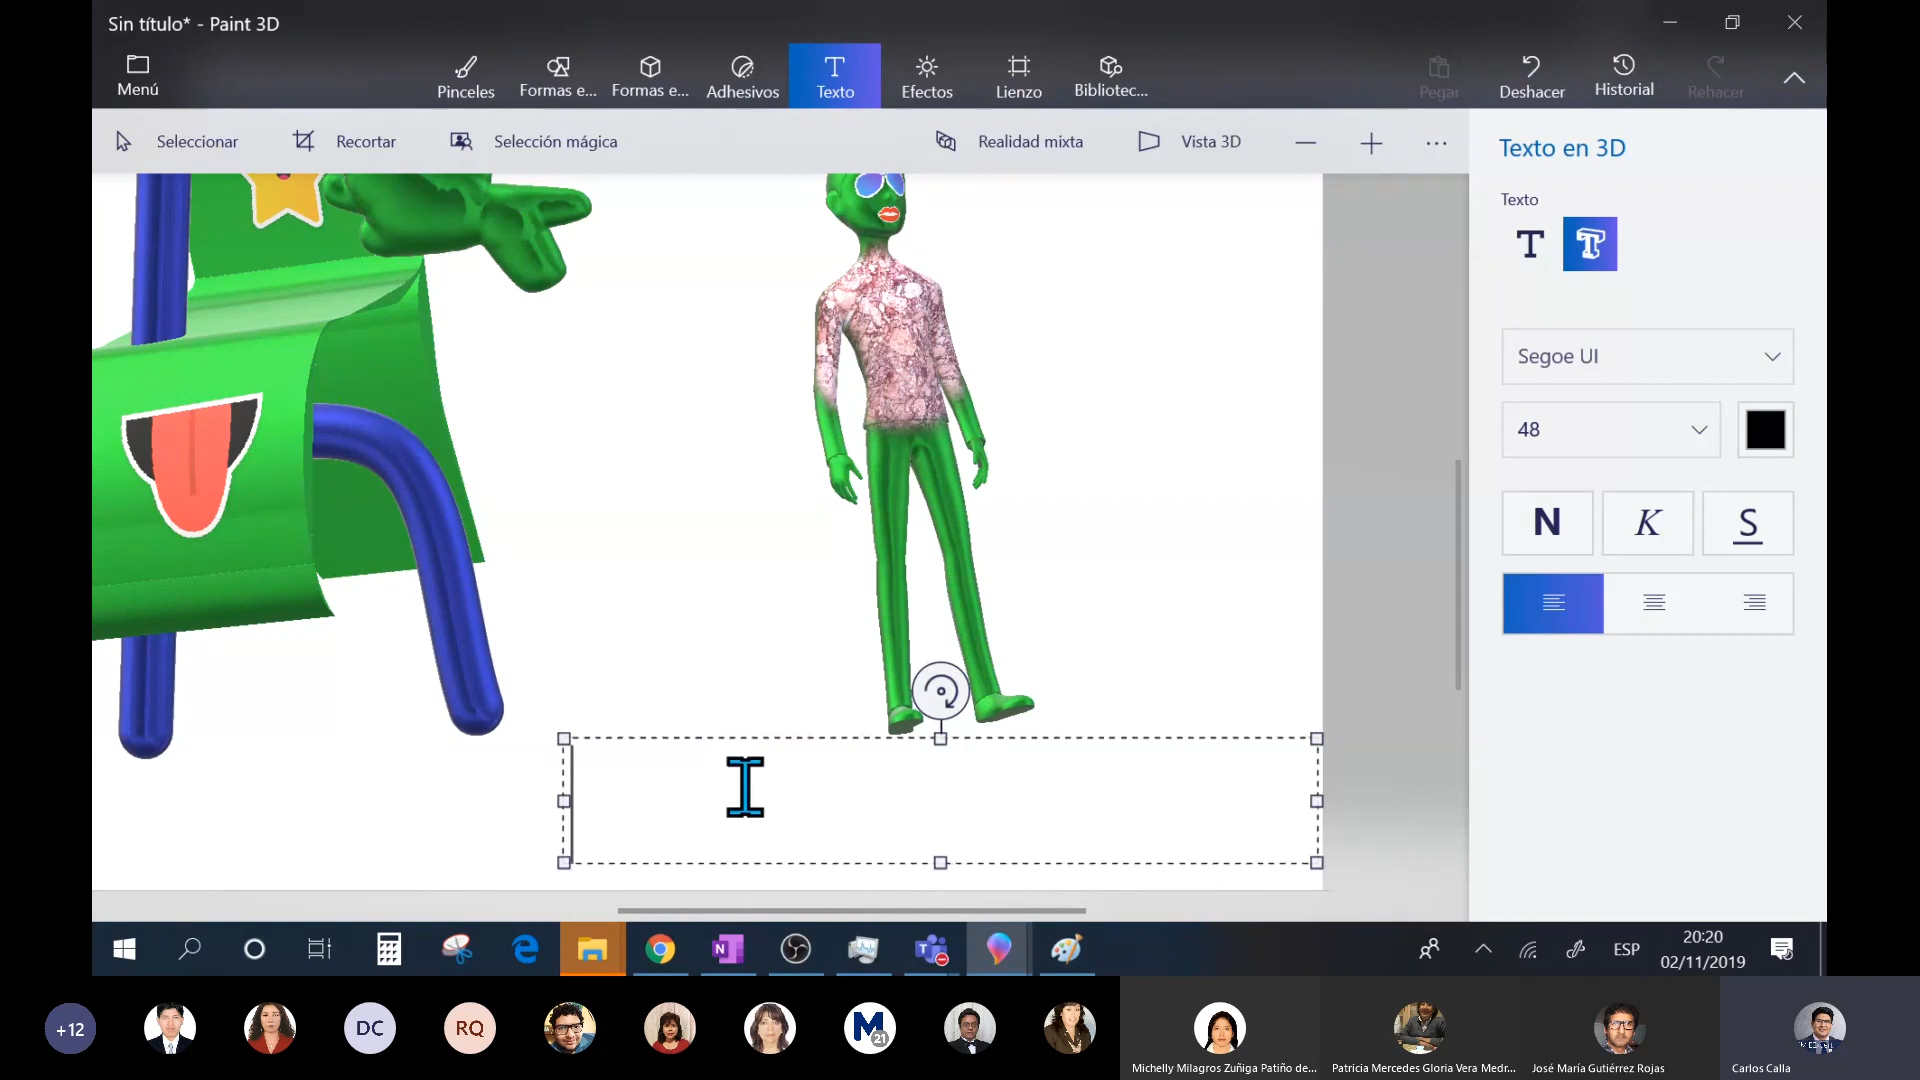 Sin título* - Paint 3D
Menú
Pinceles
Formas e...
Formas e...
Adhesivos
Texto
Efectos
Lienzo
Bibliotec...
Pegar
Deshacer
Historial
Rehacer
Seleccionar
Recortar
Selección mágica
Realidad mixta
Vista 3D
Texto en 3D
Texto
Segoe UI
48
N
K
S
ESP
20:20
02/11/2019
+12
DC
RQ
M
21
Michelly Milagros Zuñiga Patiño de...
Patricia Mercedes Gloria Vera Medr...
José María Gutiérrez Rojas
Carlos Calla